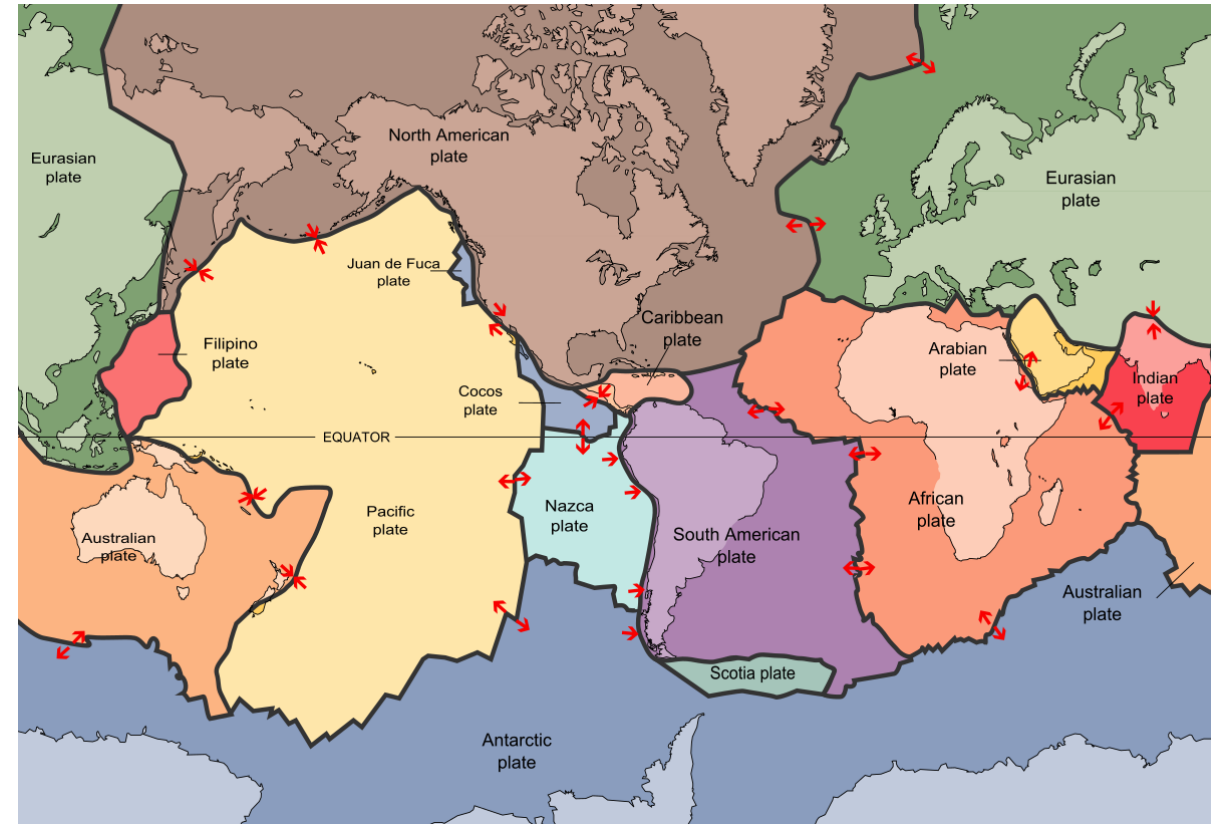 North American
plate
Eurasian
plate
Eurasian
plate
Juan de Fuca
plate
Caribbean
plate
Filipino
plate
Arabian
plate
Indian
plate
Cocos
plate
EQUATOR
Nazca
plate
African
plate
Pacific
plate
South American
plate
Australian
plate
Australian
plate
Scotia plate
Antarctic
plate